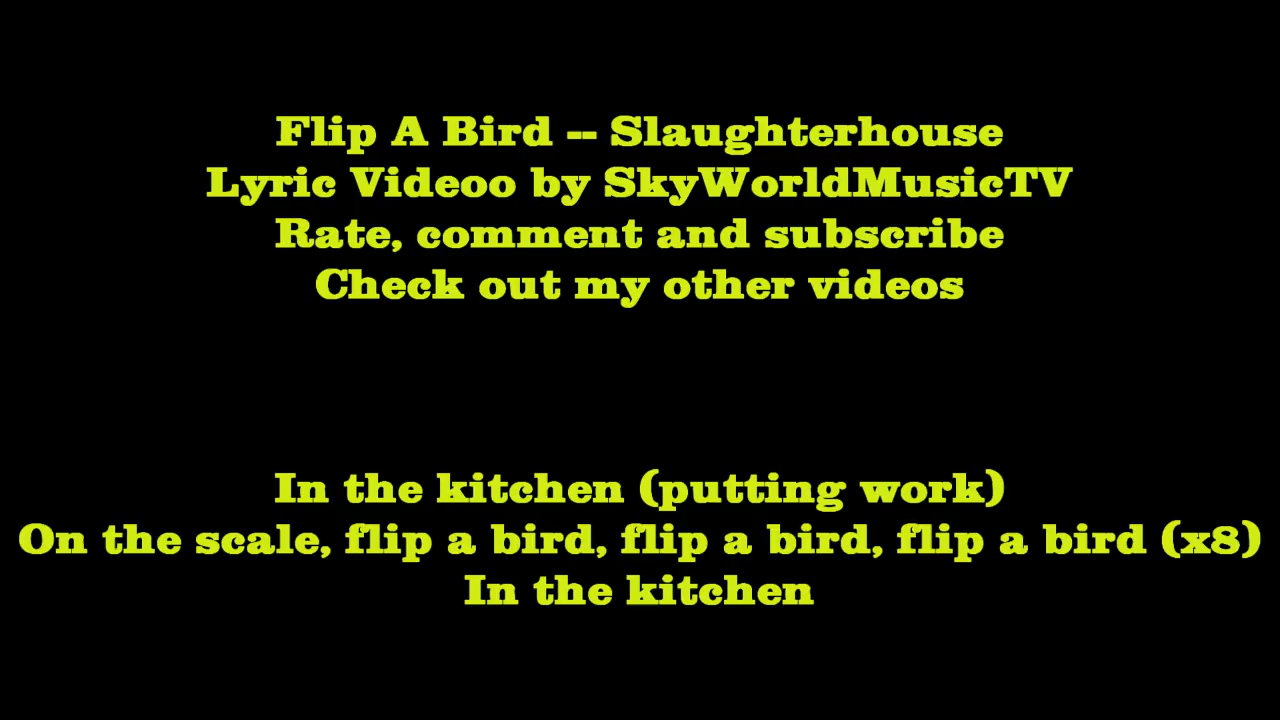 Flip A Bird -- Slaughterhouse
Lyric Videoo by SkyWorldMusicTV
Rate, comment and subscribe
Check out my other videos
In the kitchen (putting work)
On the scale, flip a bird, flip a bird, flip a bird (x8)
In the kitchen